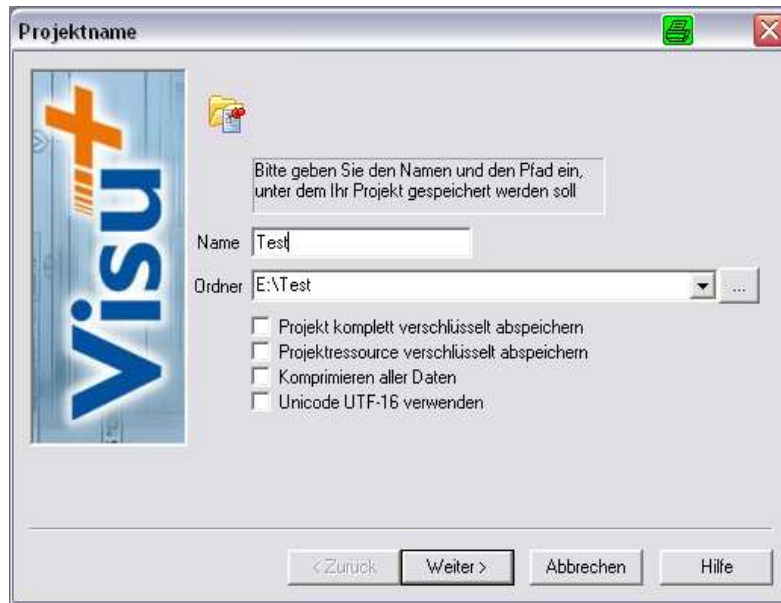 Projektname
Visu+
Bitte geben Sie den Namen und den Pfad ein,
unter dem Ihr Projekt gespeichert werden soll
Name Test
Ordner E:\Test ...
Projekt komplett verschlüsselt abspeichern
Projektressource verschlüsselt abspeichern
Komprimieren aller Daten
Unicode UTF-16 verwenden
< Zurück Weiter > Abbrechen Hilfe